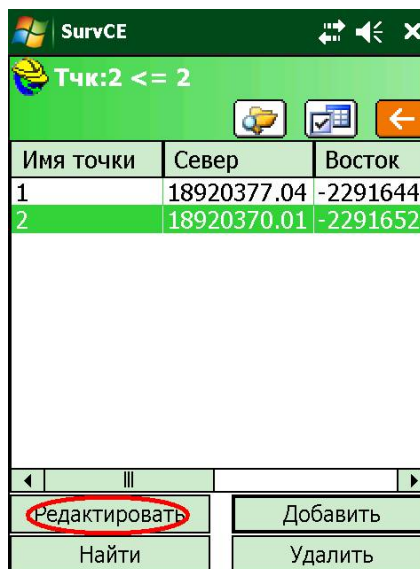 SurvCE
Тчк:2 <= 2
Имя точки Север Восток
1 18920377.04 -2291644
2 18920370.01 -2291652
Редактировать Добавить
Найти Удалить